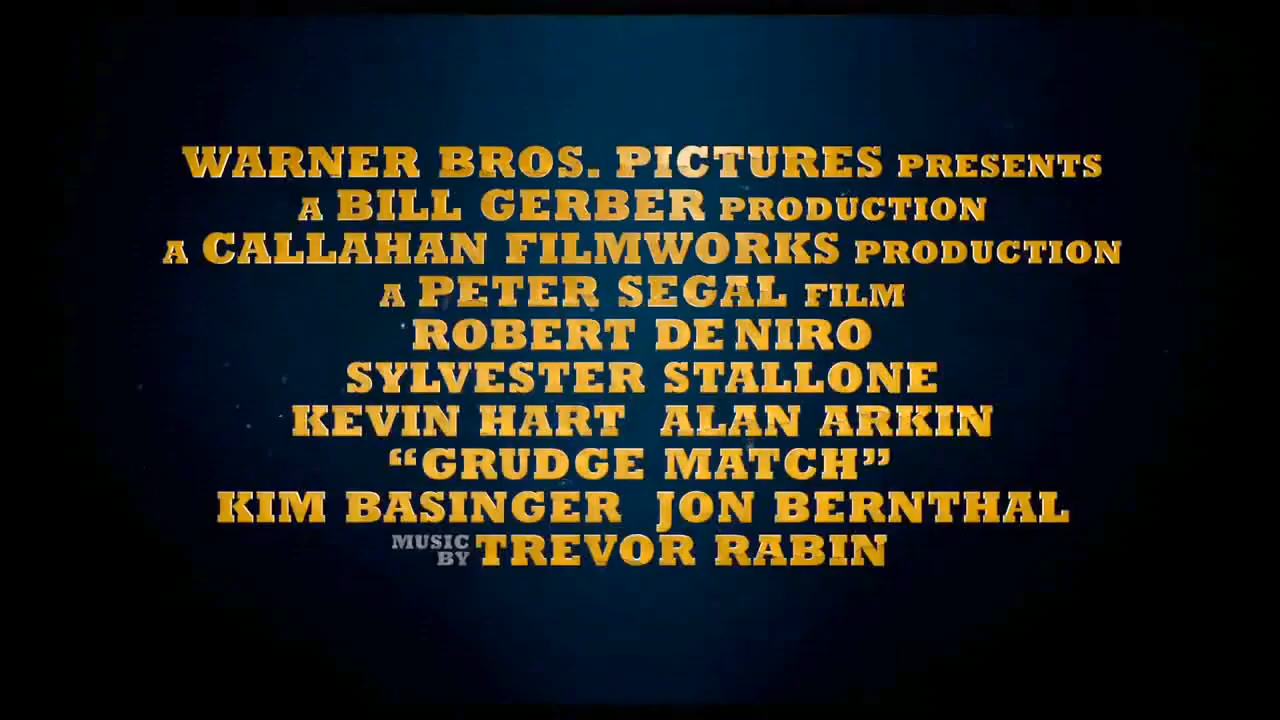 WARNER BROS. PICTURES PRESENTS
A BILL GERBER PRODUCTION
A CALLAHAN FILMWORKS PRODUCTION
A PETER SEGAL FILM
ROBERT DE NIRO
SYLVESTER STALLONE
KEVIN HART ALAN ARKIN
“GRUDGE MATCH”
KIM BASINGER JON BERNTHAL
MUSIC BY TREVOR RABIN